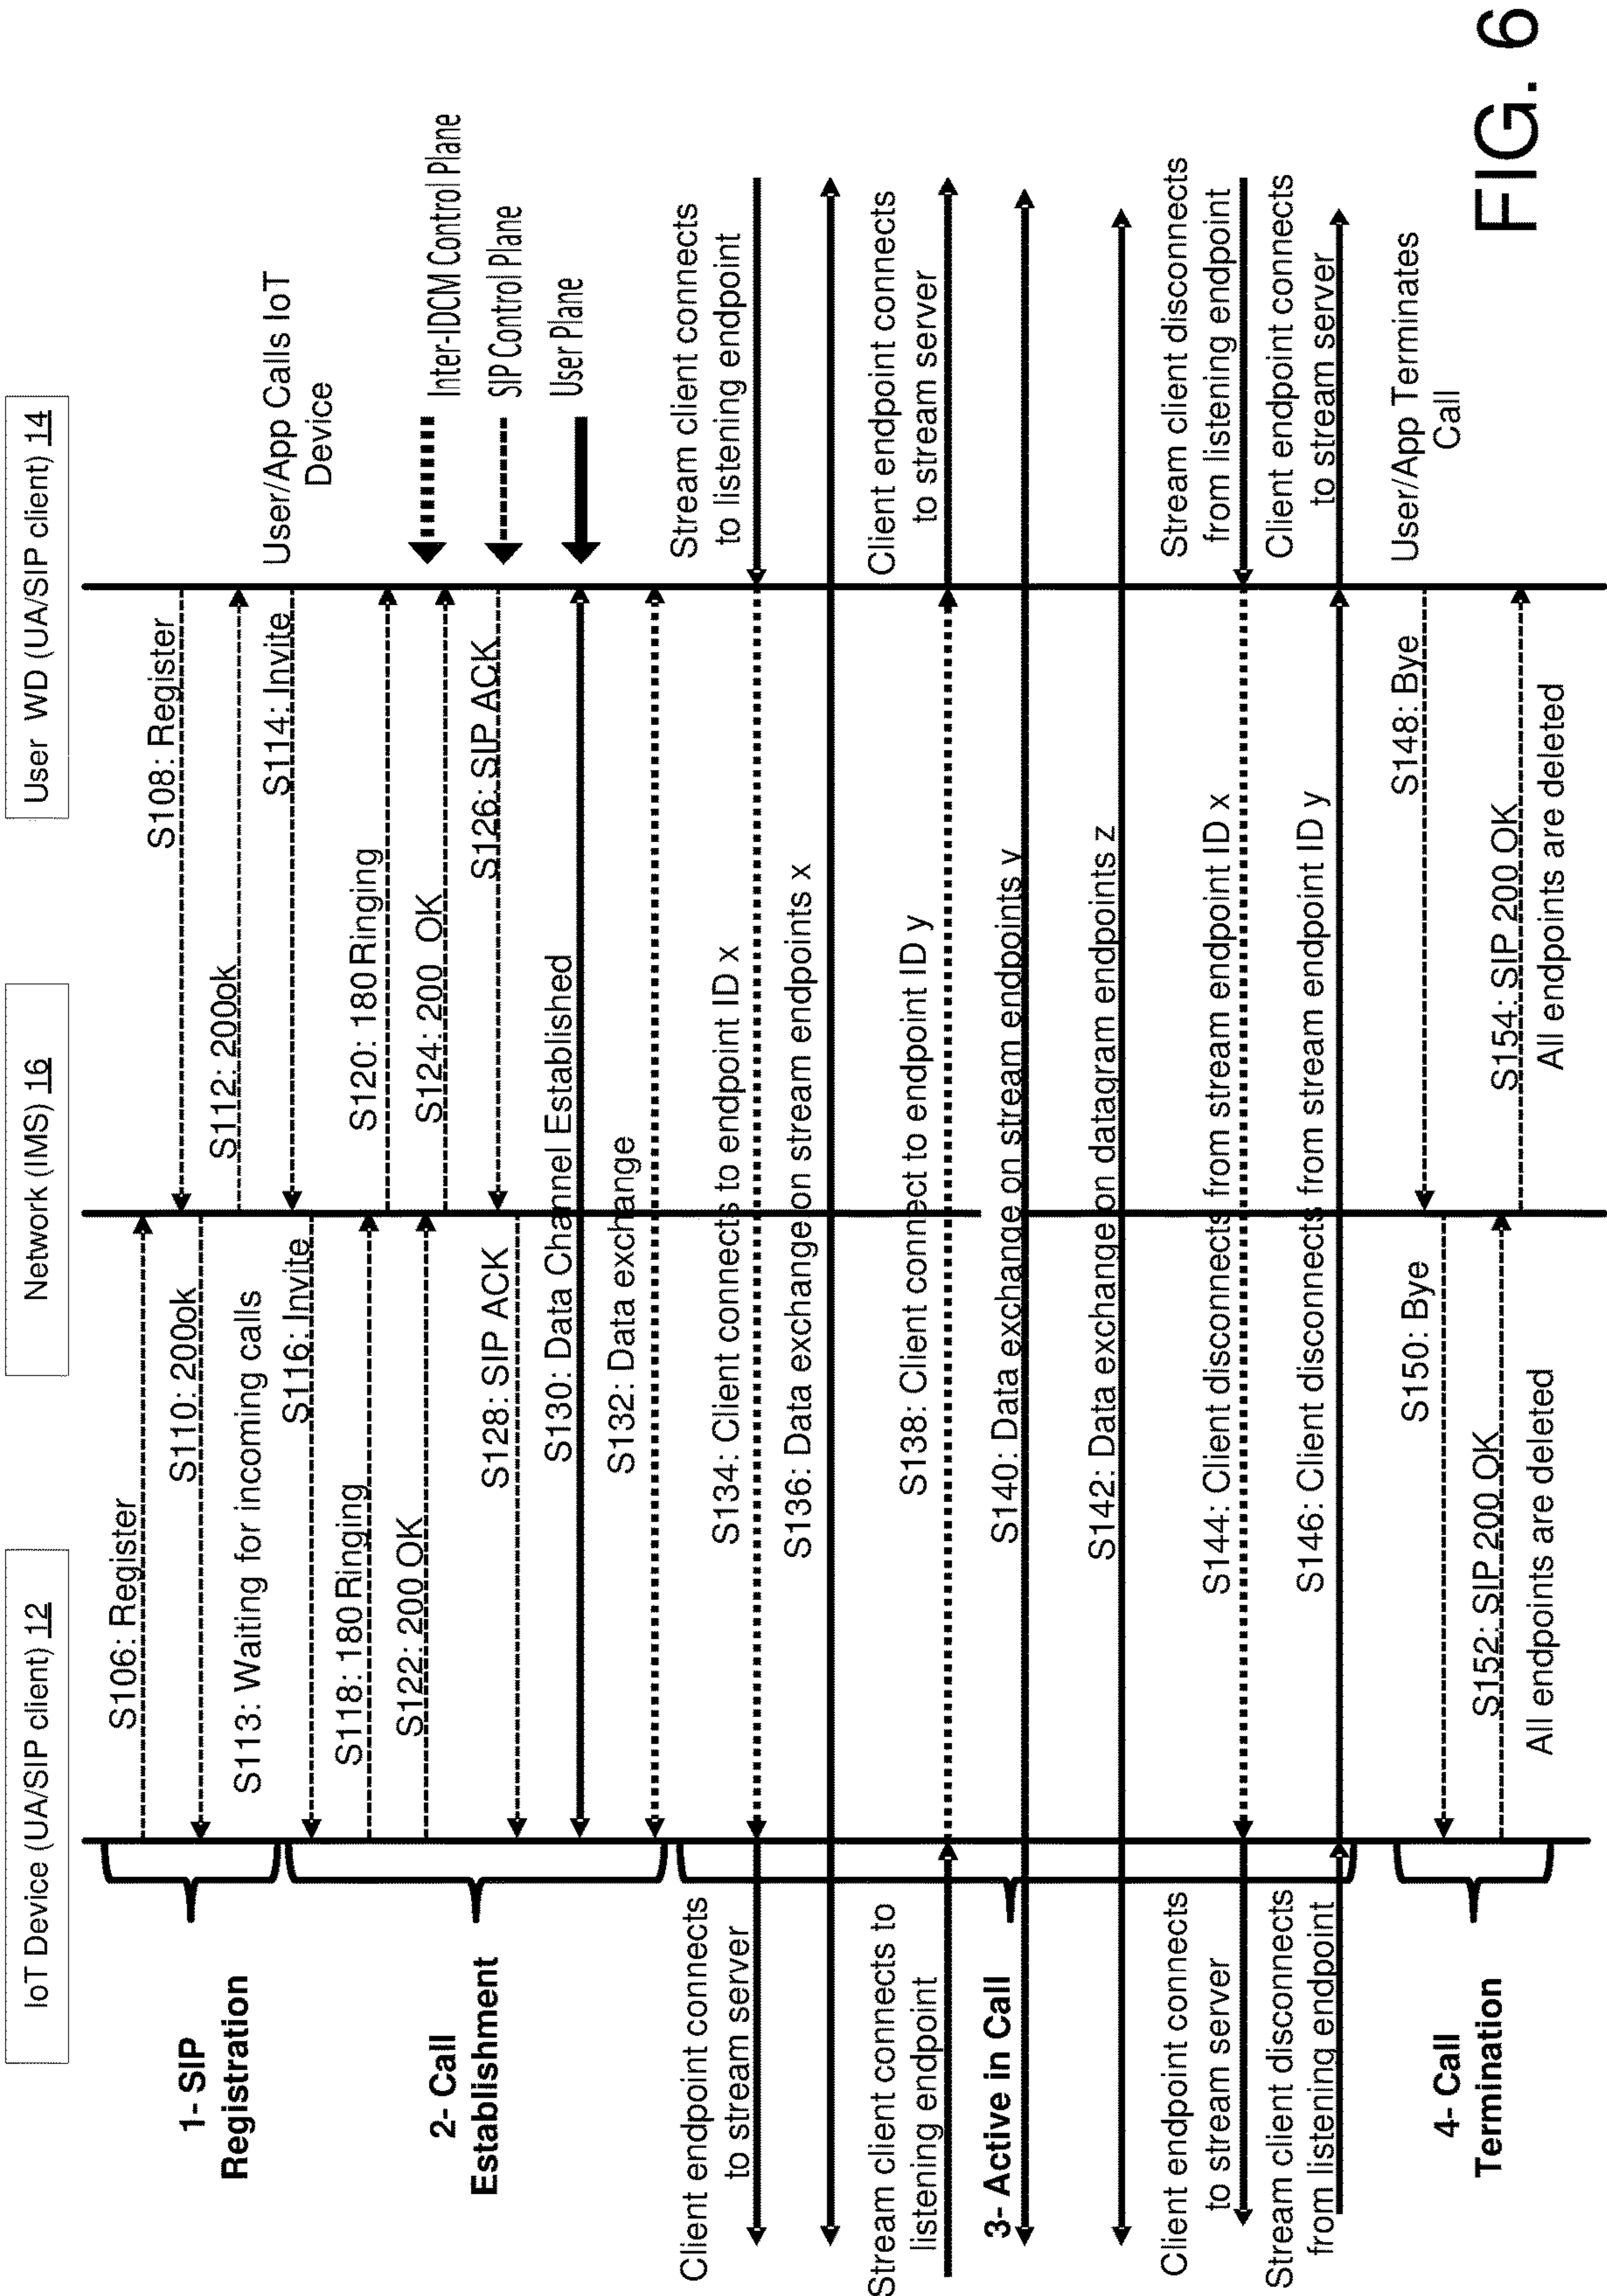 IoT Device (UA/SIP client) 12
Network (IMS) 16
User WD (UA/SIP client) 14
1- SIP
Registration
S106: Register
S108: Register
S110: 200ok
S112: 200ok
S113: Waiting for incoming calls
2- Call
Establishment
User/App Calls IoT
Device
S114: Invite
S116: Invite
S118: 180 Ringing
S120: 180 Ringing
S122: 200 OK
S124: 200 OK
S126: SIP ACK
S128: SIP ACK
Inter-IDCM Control Plane
SIP Control Plane
User Plane
S130: Data Channel Established
S132: Data exchange
3- Active in Call
Client endpoint connects
to stream server
S134: Client connects to endpoint ID x
Stream client connects
to listening endpoint
S136: Data exchange on stream endpoints x
Stream client connects to
listening endpoint
S138: Client connect to endpoint ID y
Client endpoint connects
to stream server
S140: Data exchange on stream endpoints y
S142: Data exchange on datagram endpoints z
Client endpoint connects
to stream server
S144: Client disconnects from stream endpoint ID x
Stream client disconnects
from listening endpoint
Stream client disconnects
from listening endpoint
S146: Client disconnects from stream endpoint ID y
Client endpoint connects
to stream server
4- Call
Termination
User/App Terminates
Call
S148: Bye
S150: Bye
S152: SIP 200 OK
All endpoints are deleted
S154: SIP 200 OK
All endpoints are deleted
FIG. 6